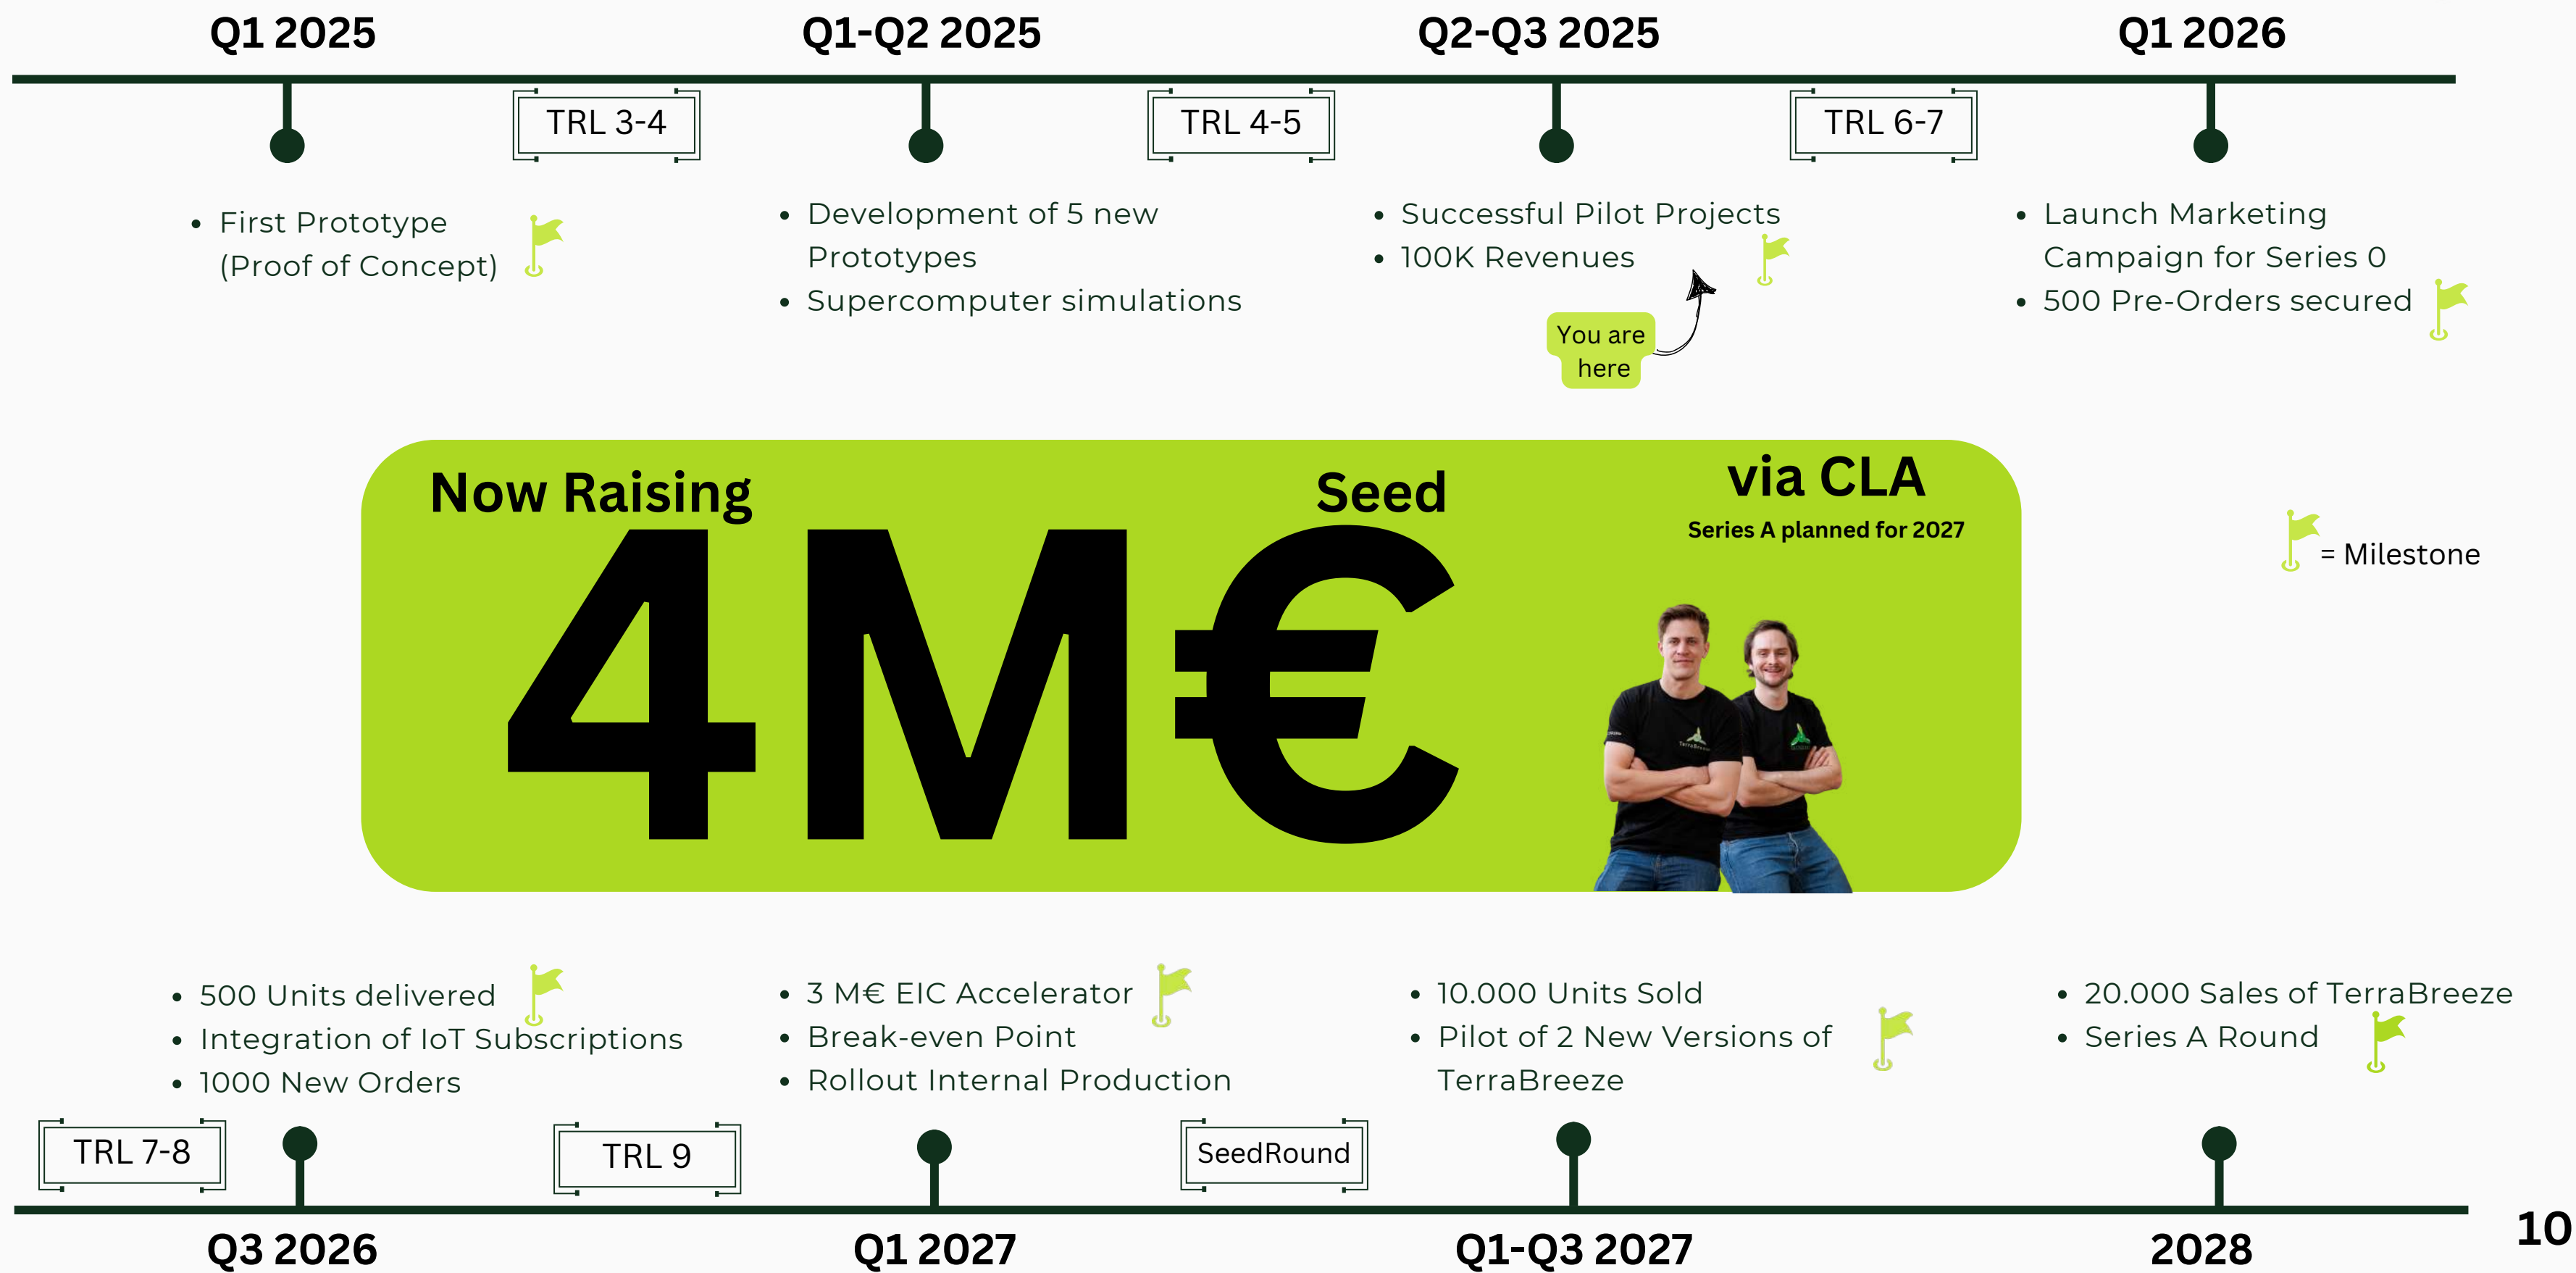 Q1 2025
Q1-Q2 2025
Q2-Q3 2025
Q1 2026
TRL 3-4
TRL 4-5
TRL 6-7
• First Prototype
(Proof of Concept)
• Development of 5 new
Prototypes
• Supercomputer simulations
• Successful Pilot Projects
• 100K Revenues
You are
here
• Launch Marketing
Campaign for Series 0
• 500 Pre-Orders secured
Now Raising
Seed
via CLA
Series A planned for 2027
4M€
= Milestone
• 500 Units delivered
• Integration of IoT Subscriptions
• 1000 New Orders
• 3 M€ EIC Accelerator
• Break-even Point
• Rollout Internal Production
• 10.000 Units Sold
• Pilot of 2 New Versions of
TerraBreeze
• 20.000 Sales of TerraBreeze
• Series A Round
TRL 7-8
TRL 9
SeedRound
Q3 2026
Q1 2027
Q1-Q3 2027
2028
10